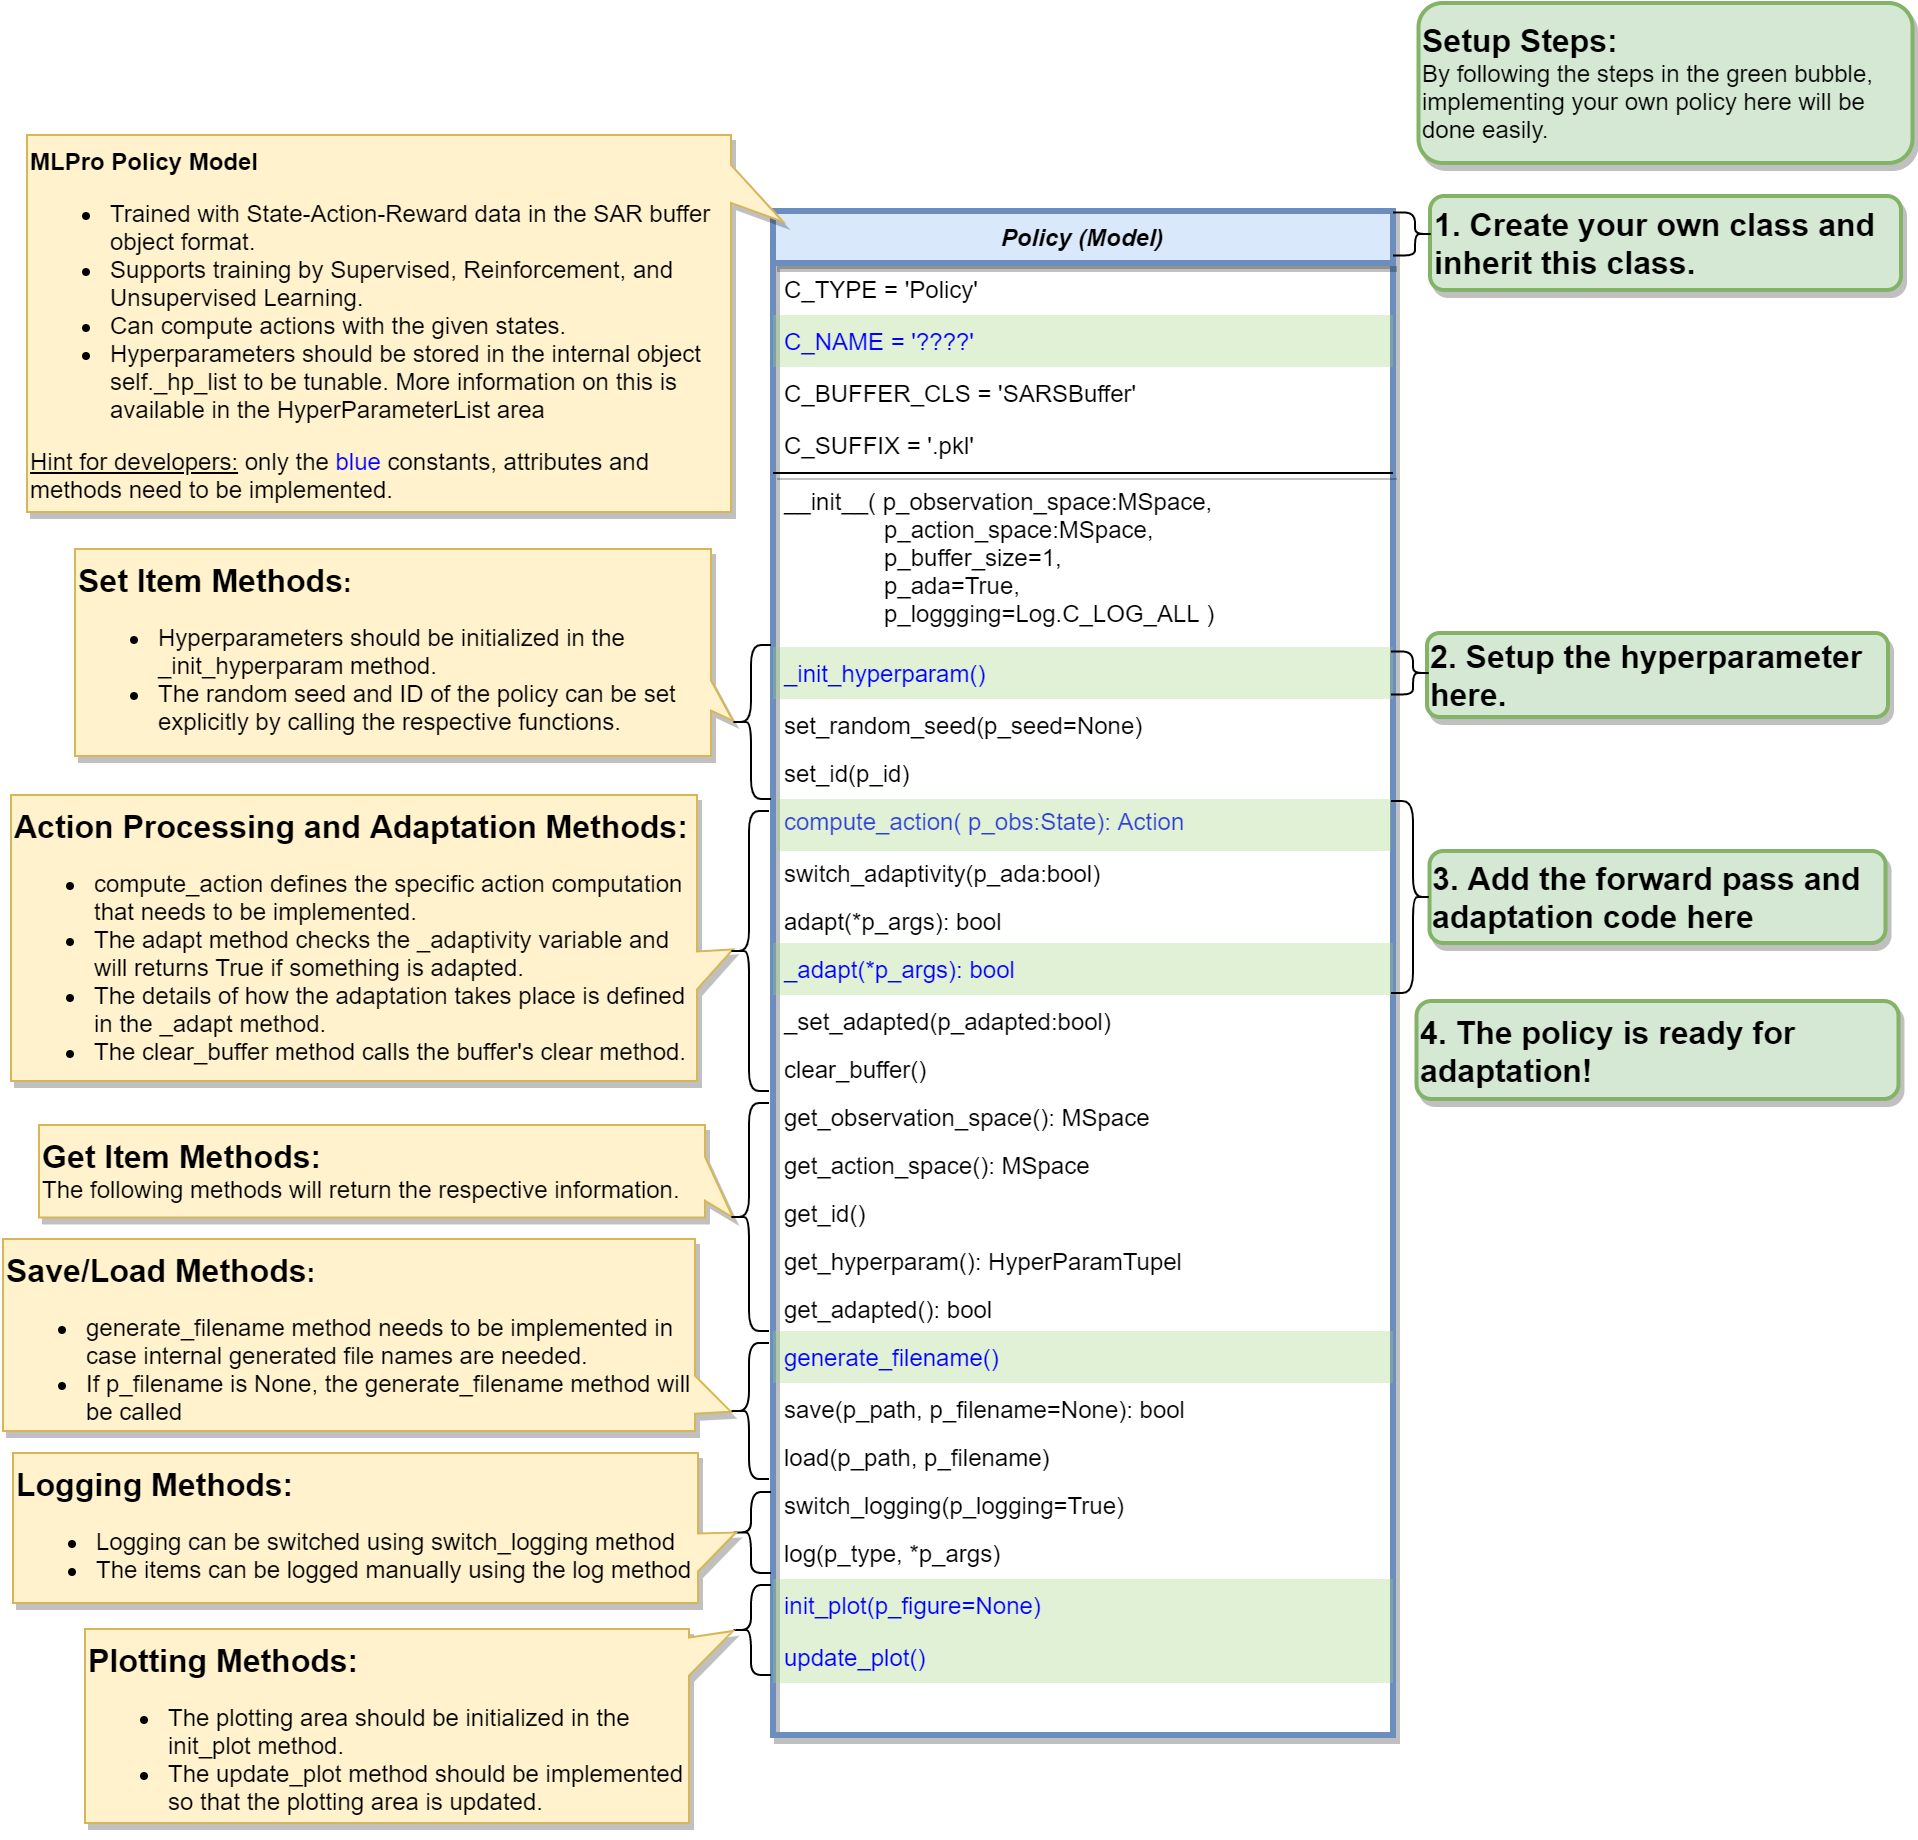 Setup Steps:
By following the steps in the green bubble,
implementing your own policy here will be
done easily.
MLPro Policy Model
Trained with State-Action-Reward data in the SAR buffer
object format.
Supports training by Supervised, Reinforcement, and
Unsupervised Learning.
Can compute actions with the given states.
Hyperparameters should be stored in the internal object
self._hp_list to be tunable. More information on this is
available in the HyperParameterList area
Hint for developers: only the blue constants, attributes and
methods need to be implemented.
Set Item Methods:
Hyperparameters should be initialized in the
_init_hyperparam method.
The random seed and ID of the policy can be set
explicitly by calling the respective functions.
Action Processing and Adaptation Methods:
compute_action defines the specific action computation
that needs to be implemented.
The adapt method checks the _adaptivity variable and
will returns True if something is adapted.
The details of how the adaptation takes place is defined
in the _adapt method.
The clear_buffer method calls the buffer's clear method.
Get Item Methods:
The following methods will return the respective information.
Save/Load Methods:
generate_filename method needs to be implemented in
case internal generated file names are needed.
If p_filename is None, the generate_filename method will
be called
Logging Methods:
Logging can be switched using switch_logging method
The items can be logged manually using the log method
Plotting Methods:
The plotting area should be initialized in the
init_plot method.
The update_plot method should be implemented
so that the plotting area is updated.
Policy (Model)
C_TYPE = 'Policy'
C_NAME = '????'
C_BUFFER_CLS = 'SARSBuffer'
C_SUFFIX = '.pkl'
__init__( p_observation_space:MSpace,
p_action_space:MSpace,
p_buffer_size=1,
p_ada=True,
p_loggging=Log.C_LOG_ALL )
_init_hyperparam()
set_random_seed(p_seed=None)
set_id(p_id)
compute_action( p_obs:State): Action
switch_adaptivity(p_ada:bool)
adapt(*p_args): bool
_adapt(*p_args): bool
_set_adapted(p_adapted:bool)
clear_buffer()
get_observation_space(): MSpace
get_action_space(): MSpace
get_id()
get_hyperparam(): HyperParamTupel
get_adapted(): bool
generate_filename()
save(p_path, p_filename=None): bool
load(p_path, p_filename)
switch_logging(p_logging=True)
log(p_type, *p_args)
init_plot(p_figure=None)
update_plot()
1. Create your own class and
inherit this class.
2. Setup the hyperparameter
here.
3. Add the forward pass and
adaptation code here
4. The policy is ready for
adaptation!